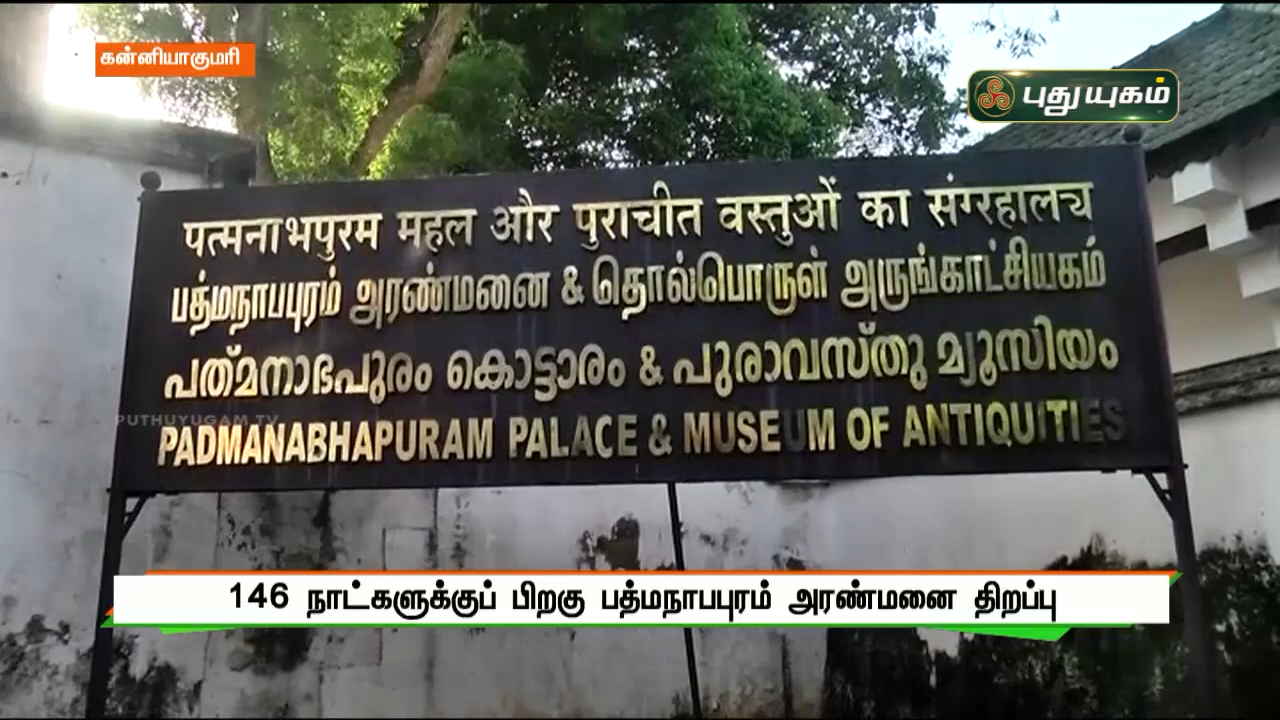 கன்னியாகுமரி
புதுயுகம்
पत्मनाभपुरम महल और पुराचीत वस्तुओं का संग्रहालय
பத்மநாபபுரம் அரண்மனை & தொல்பொருள் அருங்காட்சியகம்
പത്മനാഭപുരം കൊട്ടാരം & പുരാവസ്തു മ്യൂസിയം
PUTHUYUGAM TV
PADMANABHAPURAM PALACE & MUSEUM OF ANTIQUITIES
146 நாட்களுக்குப் பிறகு பத்மநாபபுரம் அரண்மனை திறப்பு